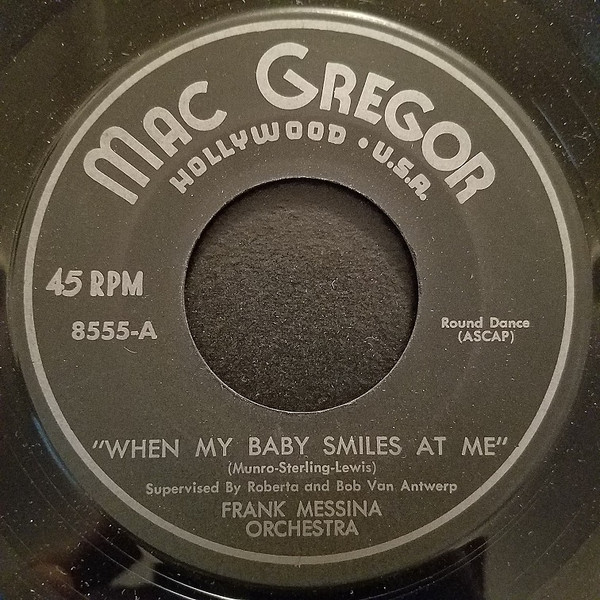 MAC GREGOR
HOLLYWOOD • U.S.A.
45 RPM
8555-A
Round Dance
(ASCAP)
"WHEN MY BABY SMILES AT ME"
(Munro-Sterling-Lewis)
Supervised By Roberta and Bob Van Antwerp
FRANK MESSINA
ORCHESTRA